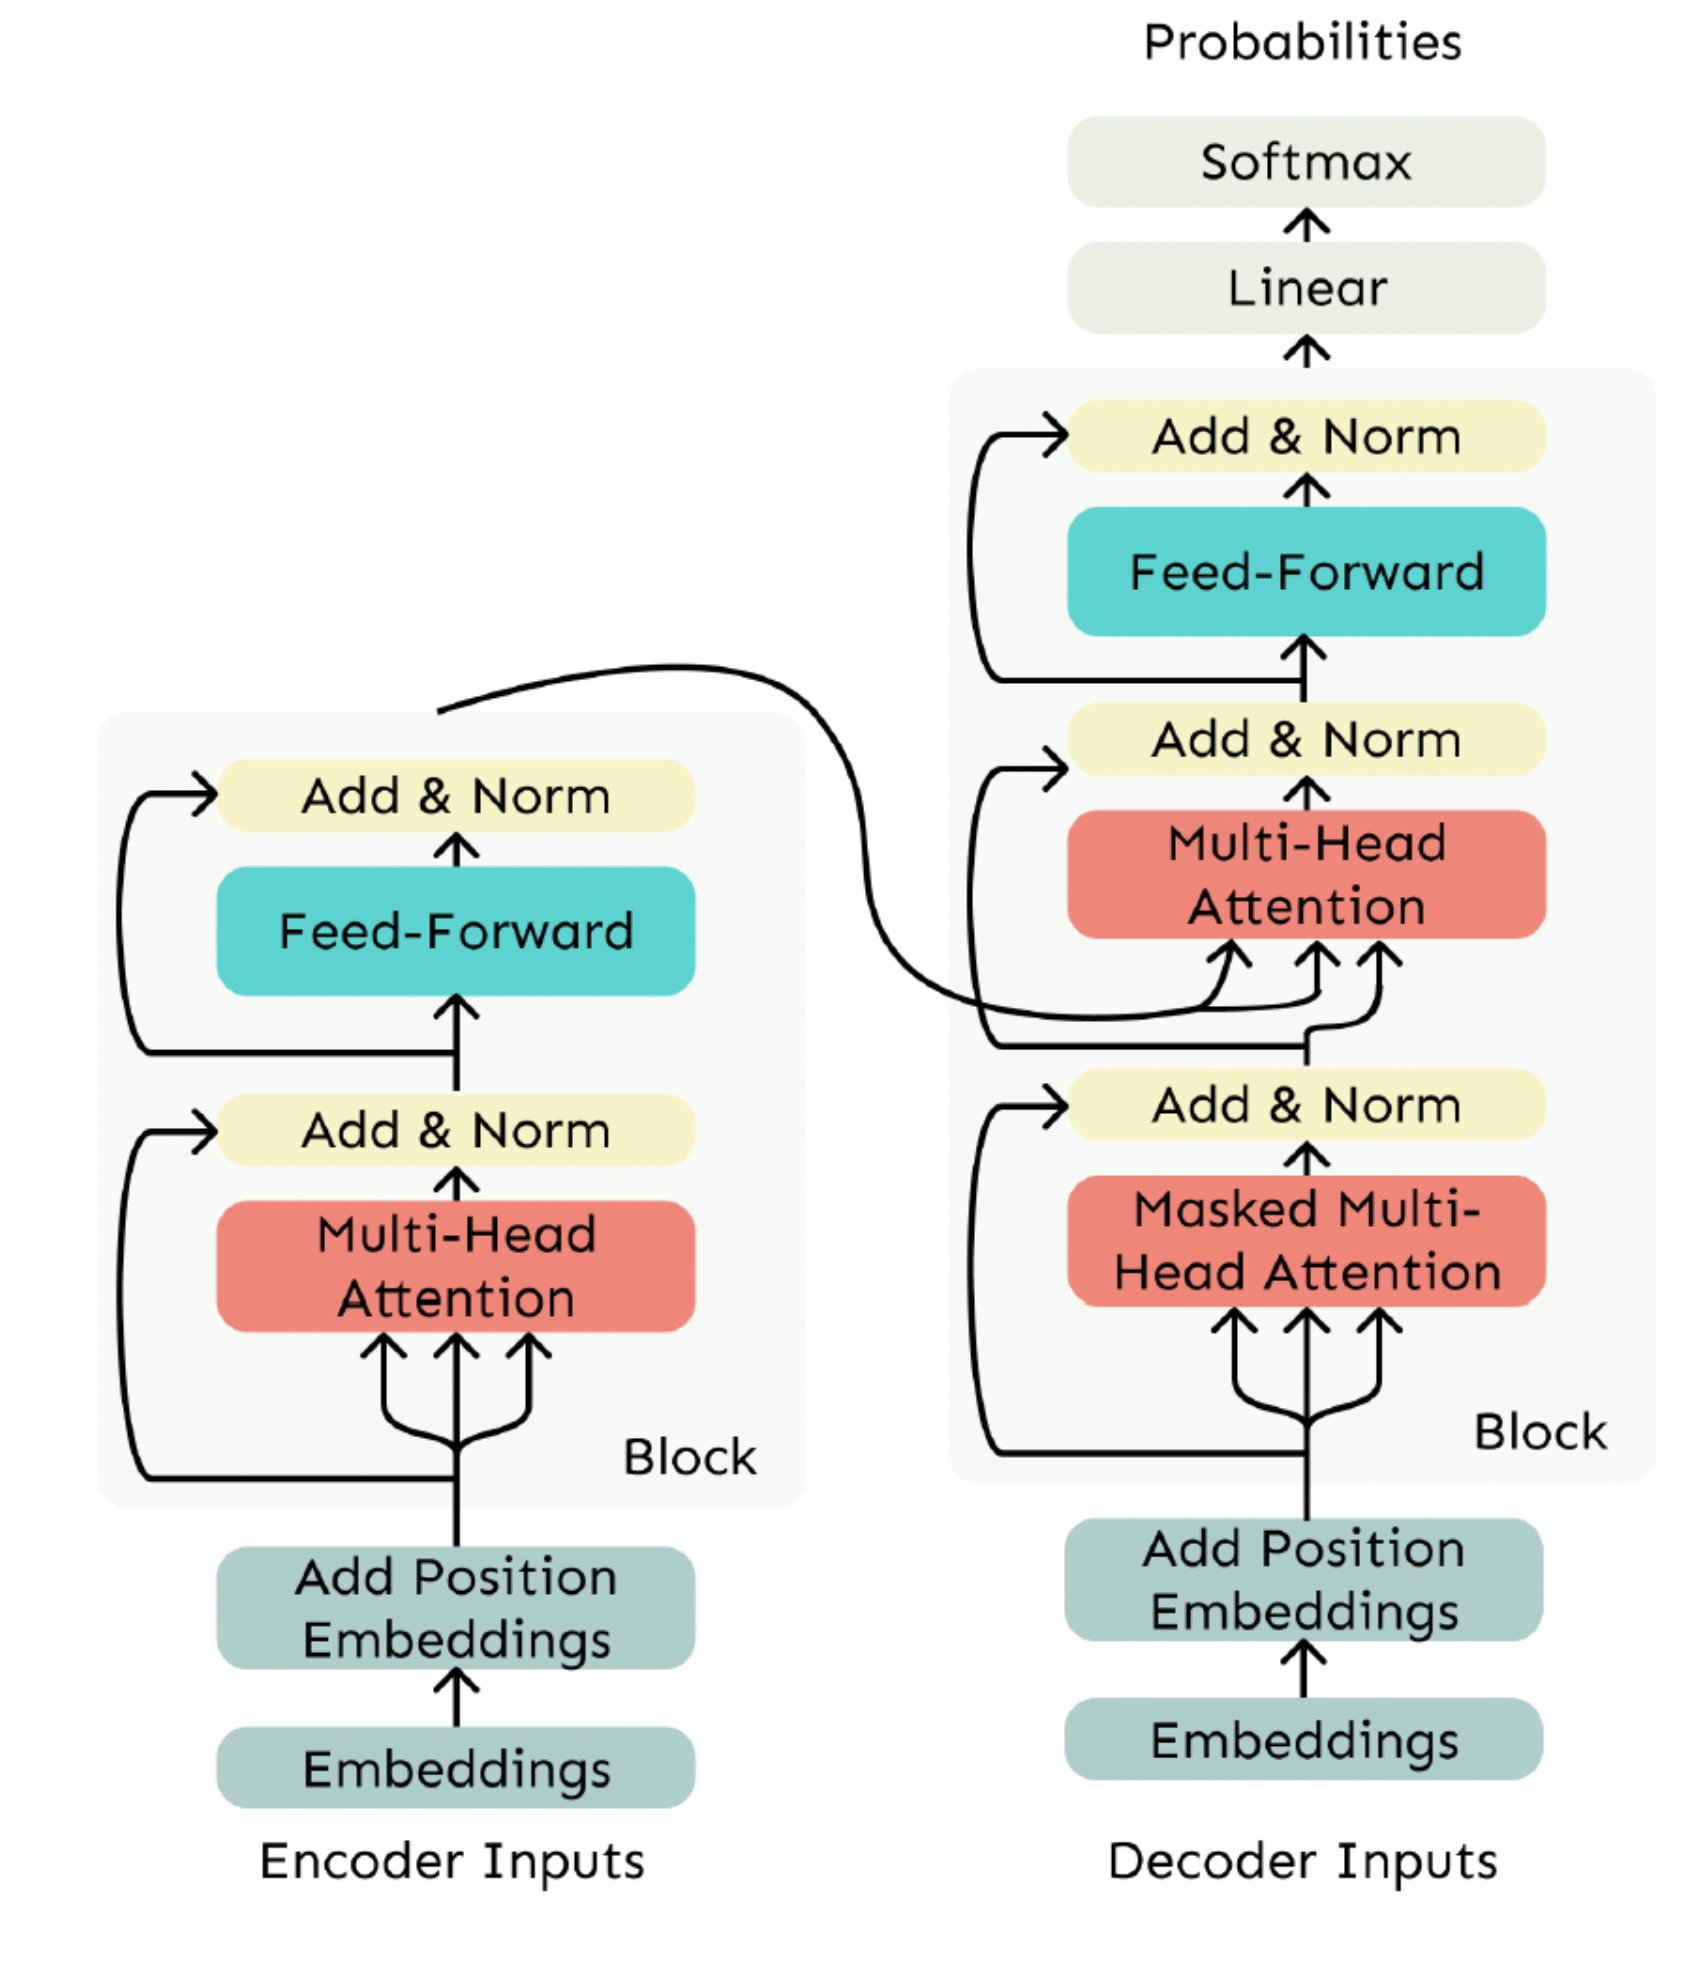 Probabilities
Softmax
Linear
Add & Norm
Feed-Forward
Add & Norm
Multi-Head
Attention
Add & Norm
Masked Multi-
Head Attention
Block
Add Position
Embeddings
Embeddings
Decoder Inputs
Add & Norm
Feed-Forward
Add & Norm
Multi-Head
Attention
Block
Add Position
Embeddings
Embeddings
Encoder Inputs